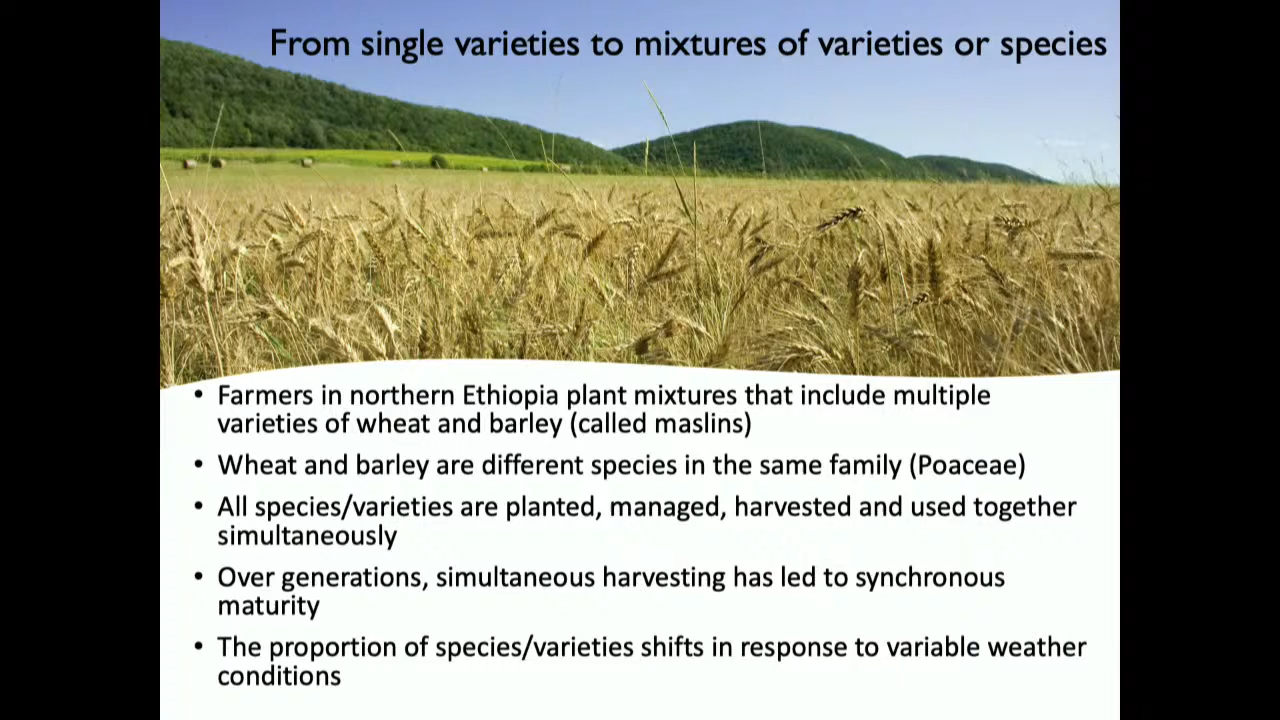 From single varieties to mixtures of varieties or species
• Farmers in northern Ethiopia plant mixtures that include multiple
varieties of wheat and barley (called maslins)
• Wheat and barley are different species in the same family (Poaceae)
• All species/varieties are planted, managed, harvested and used together
simultaneously
• Over generations, simultaneous harvesting has led to synchronous
maturity
• The proportion of species/varieties shifts in response to variable weather
conditions